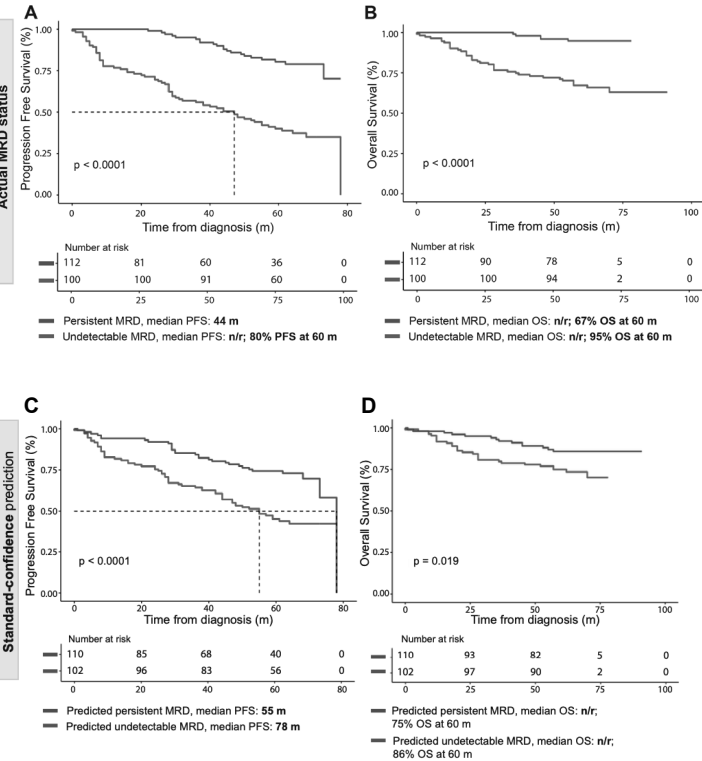 A
Actual MRD status
Progression Free Survival (%)
1.00
0.75
0.50
0.25
0.00
p < 0.0001
0 20 40 60 80
Time from diagnosis (m)
Number at risk
112 81 60 36 0
100 100 91 60 0
0 25 50 75 100
Persistent MRD, median PFS: 44 m
Undetectable MRD, median PFS: n/r; 80% PFS at 60 m
B
Overall Survival (%)
1.00
0.75
0.50
0.25
0.00
p < 0.0001
0 25 50 75 100
Time from diagnosis (m)
Number at risk
112 90 78 5 0
100 100 94 2 0
0 25 50 75 100
Persistent MRD, median OS: n/r; 67% OS at 60 m
Undetectable MRD, median OS: n/r; 95% OS at 60 m
C
Standard-confidence prediction
Progression Free Survival (%)
1.00
0.75
0.50
0.25
0.00
p < 0.0001
0 20 40 60 80
Time from diagnosis (m)
Number at risk
110 85 68 40 0
102 96 83 56 0
0 20 40 60 80
Predicted persistent MRD, median PFS: 55 m
Predicted undetectable MRD, median PFS: 78 m
D
Overall Survival (%)
1.00
0.75
0.50
0.25
0.00
p = 0.019
0 25 50 75 100
Time from diagnosis (m)
Number at risk
110 93 82 5 0
102 97 90 2 0
0 25 50 75 100
Predicted persistent MRD, median OS: n/r;
75% OS at 60 m
Predicted undetectable MRD, median OS: n/r;
86% OS at 60 m